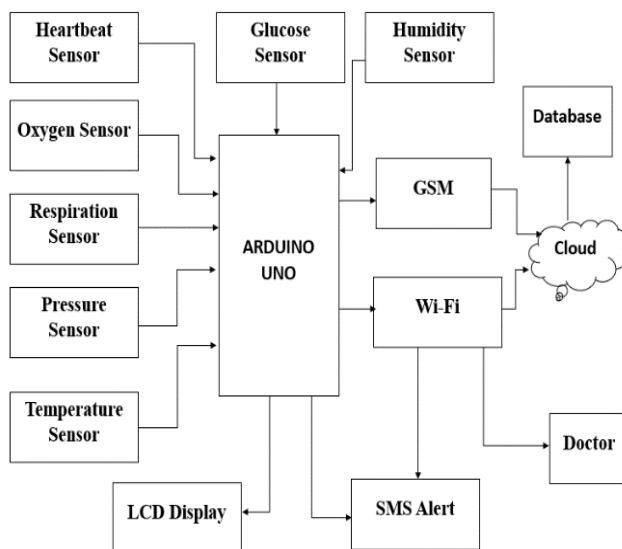 Heartbeat
Sensor
Glucose
Sensor
Humidity
Sensor
Oxygen Sensor
Database
Respiration
Sensor
GSM
ARDUINO
UNO
Cloud
Pressure
Sensor
Wi-Fi
Temperature
Sensor
Doctor
LCD Display
SMS Alert